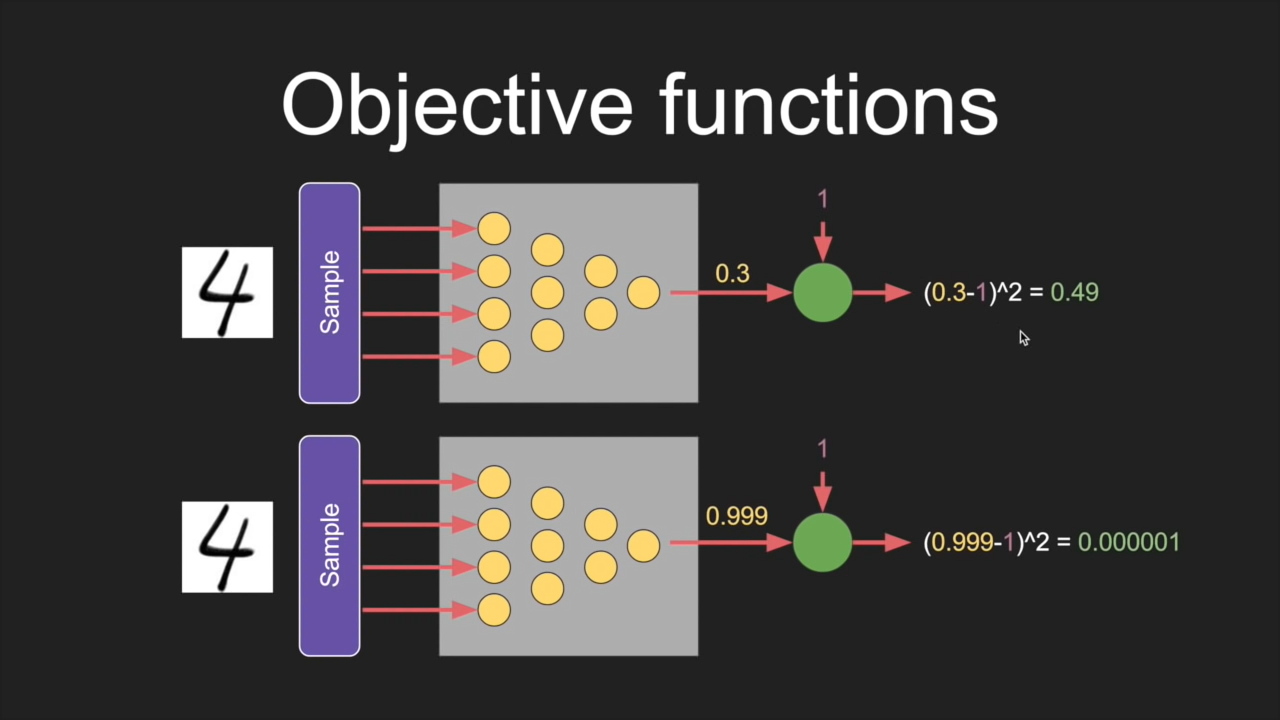 Objective functions
4
Sample
0.3
1
(0.3-1)^2 = 0.49
4
Sample
0.999
1
(0.999-1)^2 = 0.000001